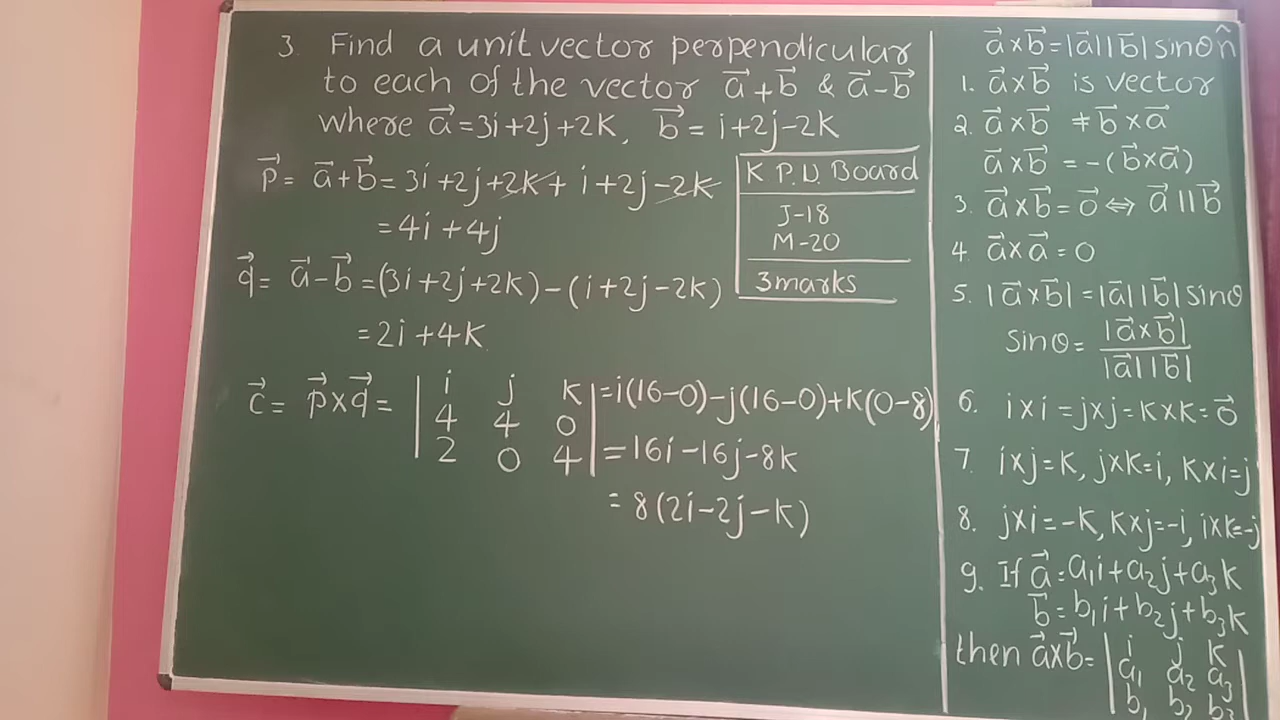 3. Find a unit vector perpendicular
to each of the vector a⃗+b⃗ & a⃗-b⃗
where a⃗=3i+2j+2k, b⃗=i+2j-2k
p⃗= a⃗+b⃗=3i+2j+2k+i+2j-2k
=4i+4j
q⃗= a⃗-b⃗=(3i+2j+2k)-(i+2j-2k)
=2i+4k
c⃗= p⃗×q⃗= | i j k |=i(16-0)-j(16-0)+k(0-8)
| 4 4 0 |
| 2 0 4 |=16i-16j-8k
=8(2i-2j-k)
K P.U. Board
J-18
M-20
3marks
a⃗×b⃗=|a⃗||b⃗|sinθn̂
1. a⃗×b⃗ is vector
2. a⃗×b⃗ ≠b⃗×a⃗
a⃗×b⃗ =-(b⃗×a⃗)
3. a⃗×b⃗=0⃗⇔ a⃗||b⃗
4. a⃗×a⃗=0
5. |a⃗×b⃗|=|a⃗||b⃗|sinθ
sinθ= |a⃗×b⃗|
|a⃗||b⃗|
6. i×i=j×j=k×k=0⃗
7. i×j=k, j×k=i, k×i=j
8. j×i=-k, k×j=-i, i×k=-j
9. If a⃗=a₁i+a₂j+a₃k
b⃗=b₁i+b₂j+b₃k
then a⃗×b⃗= | i j k |
| a₁ a₂ a₃ |
| b₁ b₂ b₃ |